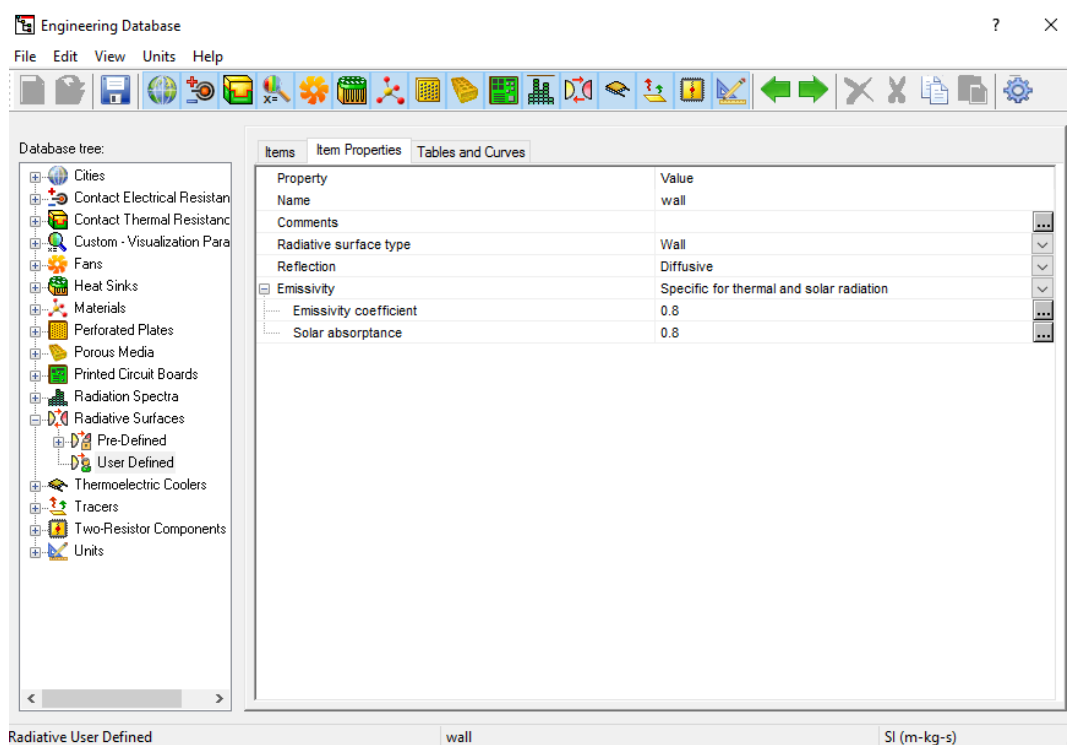 Engineering Database
?
File Edit View Units Help
Database tree:
Cities
Contact Electrical Resistan
Contact Thermal Resistanc
Custom - Visualization Para
Fans
Heat Sinks
Materials
Perforated Plates
Porous Media
Printed Circuit Boards
Radiation Spectra
Radiative Surfaces
Pre-Defined
User Defined
Thermoelectric Coolers
Tracers
Two-Resistor Components
Units
Items Item Properties Tables and Curves
Property Value
Name wall
Comments ...
Radiative surface type Wall
Reflection Diffusive
Emissivity Specific for thermal and solar radiation
Emissivity coefficient 0.8 ...
Solar absorptance 0.8 ...
Radiative User Defined wall SI (m-kg-s)